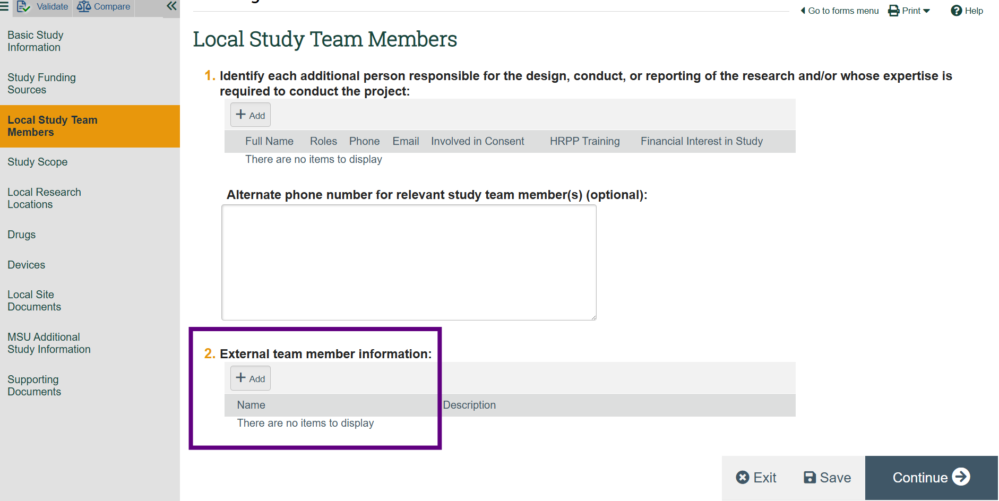 Validate Compare
Go to forms menu Print Help
Basic Study
Information
Study Funding
Sources
Local Study Team
Members
Study Scope
Local Research
Locations
Drugs
Devices
Local Site
Documents
MSU Additional
Study Information
Supporting
Documents
Local Study Team Members
1. Identify each additional person responsible for the design, conduct, or reporting of the research and/or whose expertise is
required to conduct the project:
+ Add
Full Name Roles Phone Email Involved in Consent HRPP Training Financial Interest in Study
There are no items to display
Alternate phone number for relevant study team member(s) (optional):
2. External team member information:
+ Add
Name Description
There are no items to display
Exit Save Continue